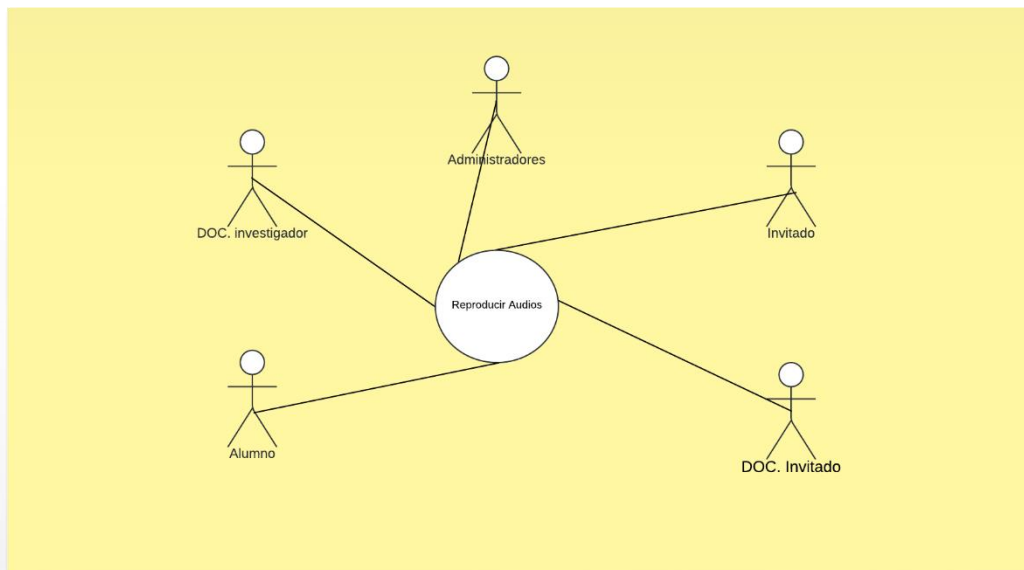 Administradores
DOC. investigador
Invitado
Reproducir Audios
Alumno
DOC. Invitado